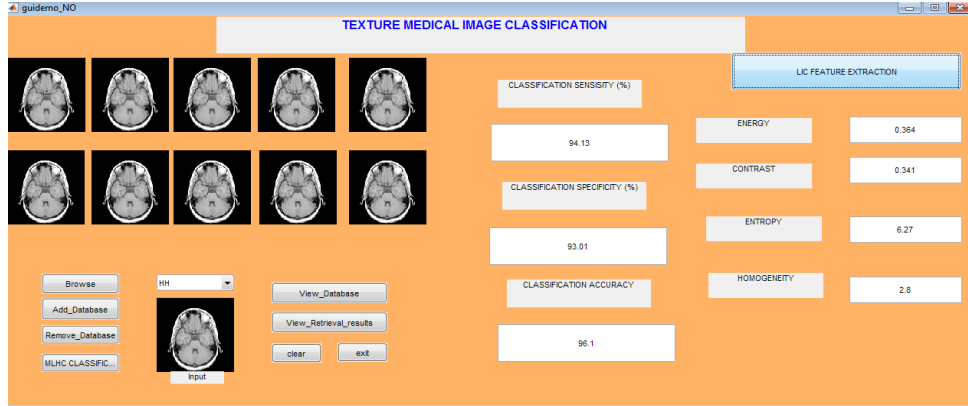 guidemo_NO
TEXTURE MEDICAL IMAGE CLASSIFICATION
LIC FEATURE EXTRACTION
CLASSIFICATION SENSISITY (%)
94.13
ENERGY
0.364
CONTRAST
0.341
CLASSIFICATION SPECIFICITY (%)
93.01
ENTROPY
6.27
CLASSIFICATION ACCURACY
96.1
HOMOGENEITY
2.8
Browse
HH
View_Database
Add_Database
View_Retrieval_results
Remove_Database
clear
exit
MLHC CLASSIFIC...
Input